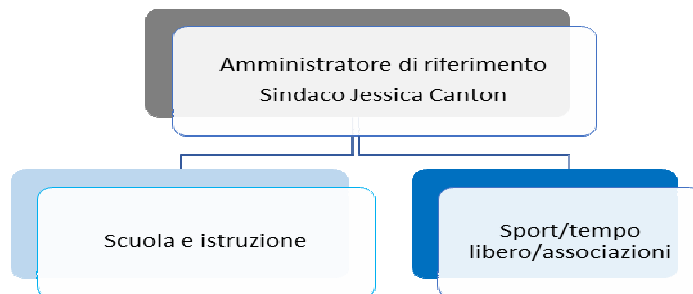 Amministratore di riferimento
Sindaco Jessica Canton
Scuola e istruzione
Sport/tempo
libero/associazioni